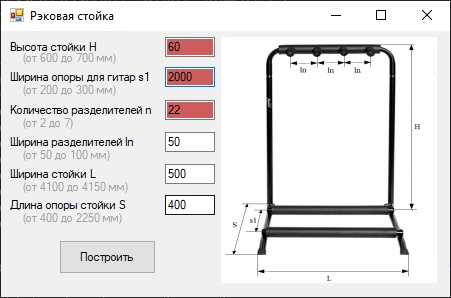 Рэковая стойка
Высота стойки H
60
(от 600 до 700 мм)
Ширина опоры для гитар s1
2000
(от 200 до 300 мм)
Количество разделителей n
22
(от 2 до 7)
Ширина разделителей ln
50
(от 50 до 100 мм)
Ширина стойки L
500
(от 4100 до 4150 мм)
Длина опоры стойки S
400
(от 400 до 2250 мм)
Построить
ln ln ln
H
S
s1
L